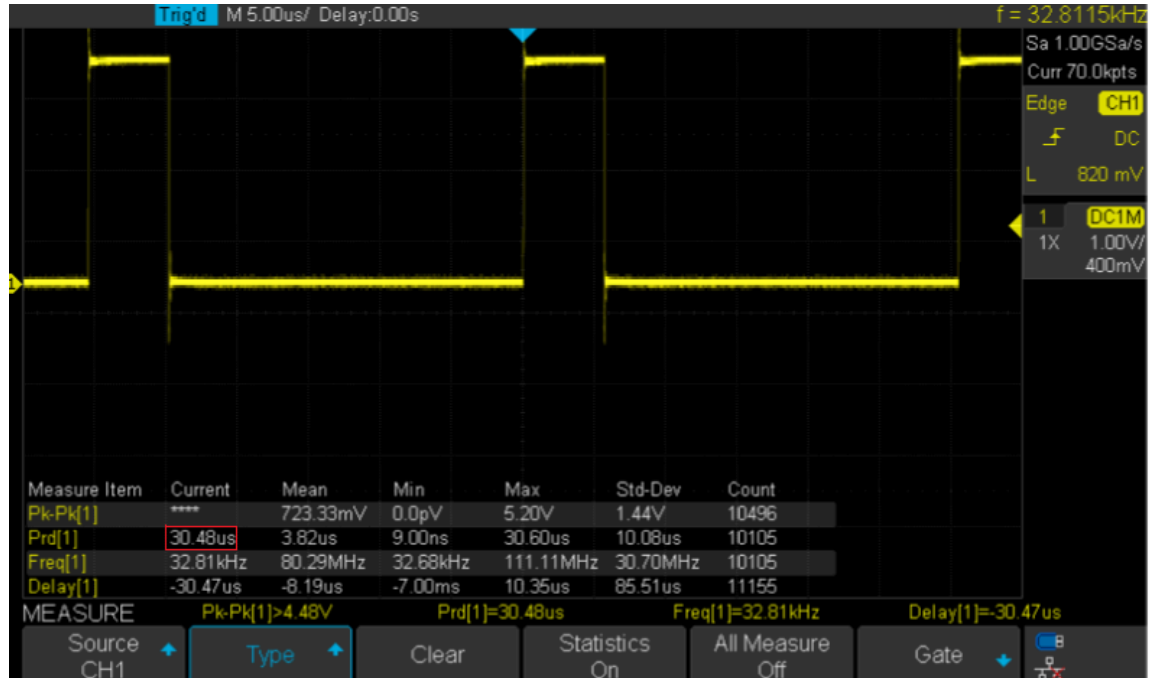 Trig'd M 5.00us/ Delay:0.00s f = 32.8115kHz
Sa 1.00GSa/s
Curr 70.0kpts
Edge CH1
DC
L 820 mV
1 DC1M
1X 1.00V/
400mV
1
Measure Item Current Mean Min Max Std-Dev Count
Pk-Pk[1] **** 723.33mV 0.0pV 5.20V 1.44V 10496
Prd[1] 30.48us 3.82us 9.00ns 30.60us 10.08us 10105
Freq[1] 32.81kHz 80.29MHz 32.68kHz 111.11MHz 30.70MHz 10105
Delay[1] -30.47us -8.19us -7.00ms 10.35us 85.51us 11155
MEASURE Pk-Pk[1]>4.48V Prd[1]=30.48us Freq[1]=32.81kHz Delay[1]=-30.47us
Source CH1
Type
Clear
Statistics On
All Measure Off
Gate
B